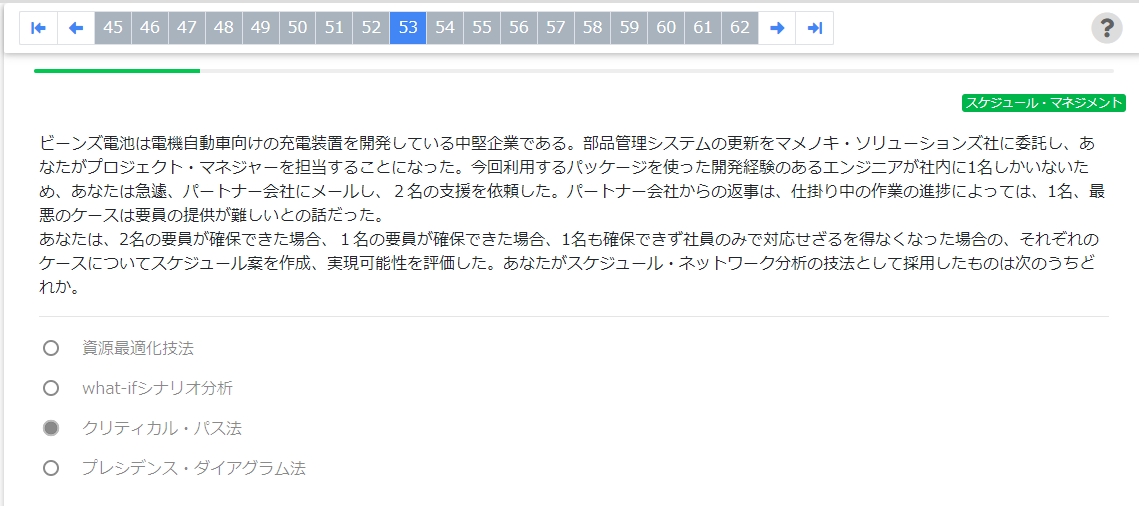 45 46 47 48 49 50 51 52 53 54 55 56 57 58 59 60 61 62 ?
スケジュール・マネジメント
ビーンズ電池は電機自動車向けの充電装置を開発している中堅企業である。部品管理システムの更新をマメノキ・ソリューションズ社に委託し、あ
なたがプロジェクト・マネジャーを担当することになった。今回利用するパッケージを使った開発経験のあるエンジニアが社内に1名しかいないた
め、あなたは急遽、パートナー会社にメールし、２名の支援を依頼した。パートナー会社からの返事は、仕掛り中の作業の進捗によっては、1名、最
悪のケースは要員の提供が難しいとの話だった。
あなたは、2名の要員が確保できた場合、１名の要員が確保できた場合、1名も確保できず社員のみで対応せざるを得なくなった場合の、それぞれの
ケースについてスケジュール案を作成、実現可能性を評価した。あなたがスケジュール・ネットワーク分析の技法として採用したものは次のうちど
れか。
資源最適化技法
what-ifシナリオ分析
クリティカル・パス法
プレシデンス・ダイアグラム法